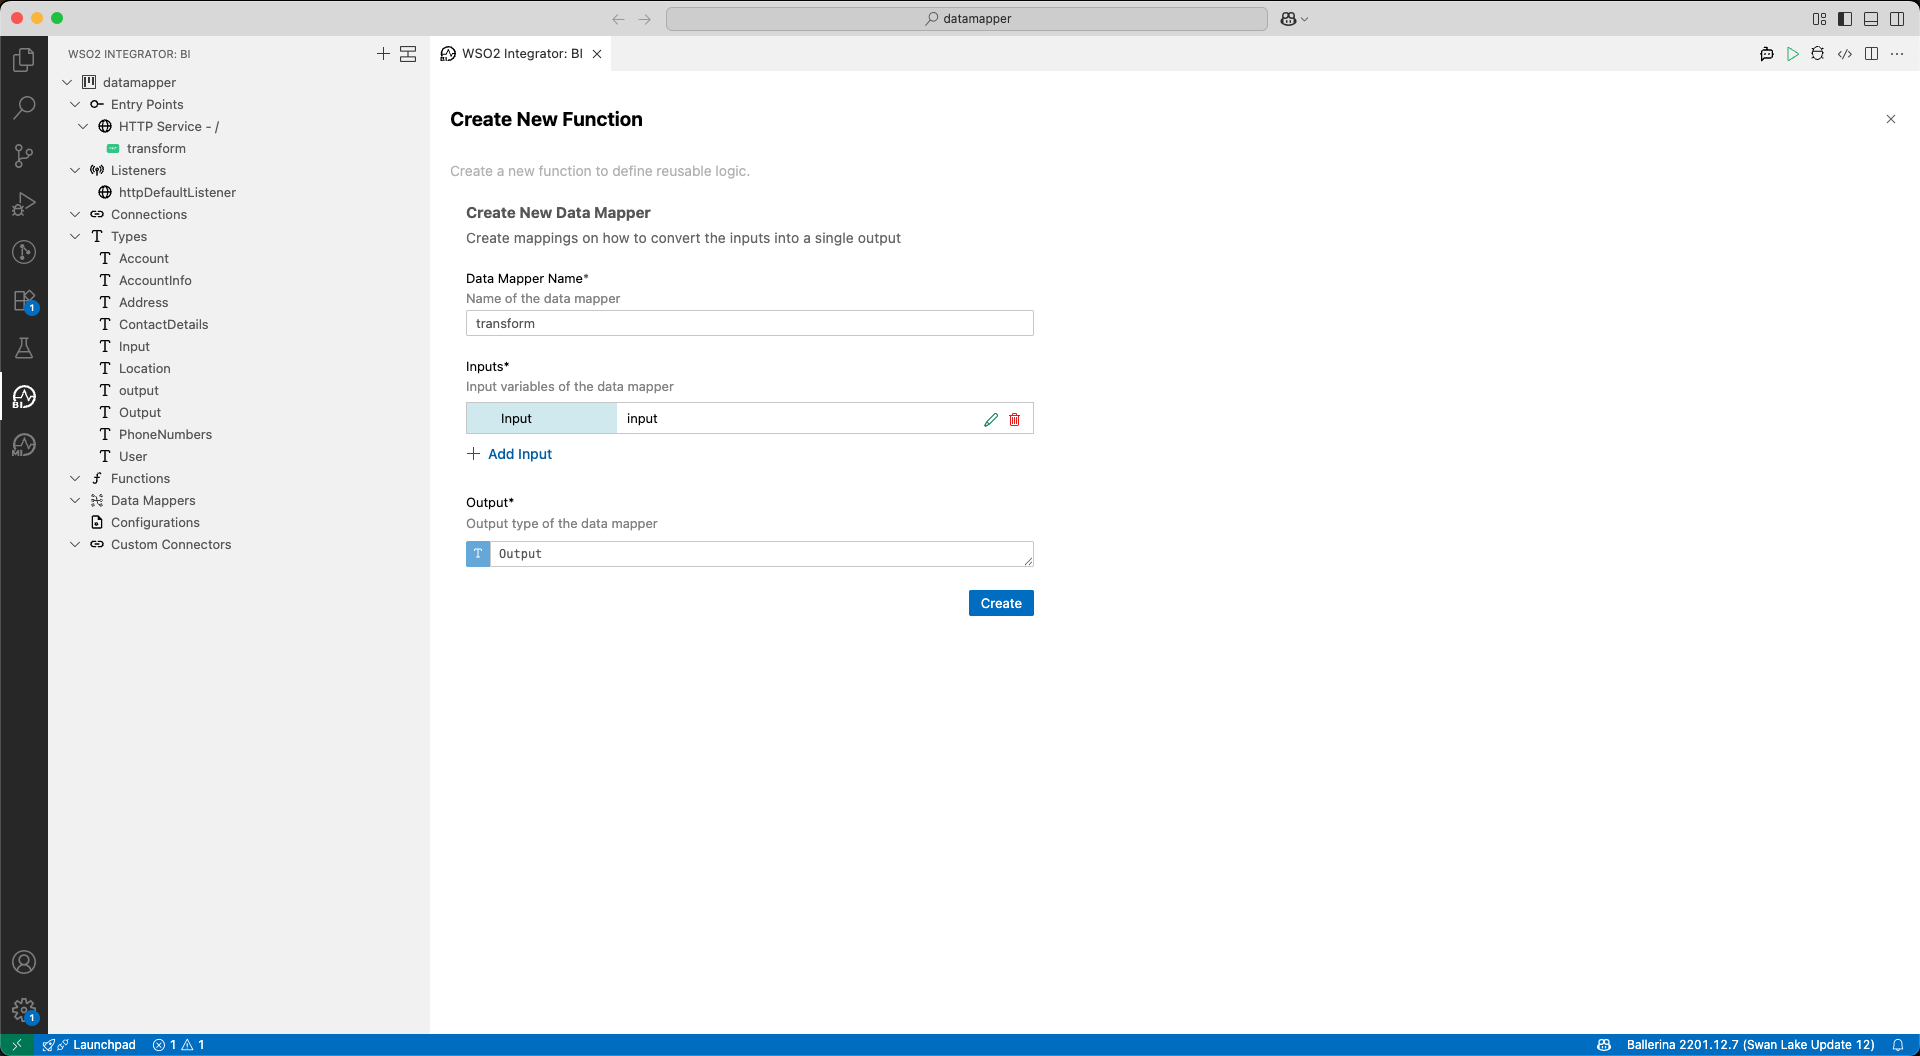 datamapper
WSO2 INTEGRATOR: BI
datamapper
Entry Points
HTTP Service - /
transform
Listeners
httpDefaultListener
Connections
Types
Account
AccountInfo
Address
ContactDetails
Input
Location
output
Output
PhoneNumbers
User
Functions
Data Mappers
Configurations
Custom Connectors
1
BI
MI
1
WSO2 Integrator: BI
Create New Function
Create a new function to define reusable logic.
Create New Data Mapper
Create mappings on how to convert the inputs into a single output
Data Mapper Name*
Name of the data mapper
transform
Inputs*
Input variables of the data mapper
Input input
Add Input
Output*
Output type of the data mapper
T Output
Create
Launchpad 1 1 Ballerina 2201.12.7 (Swan Lake Update 12)